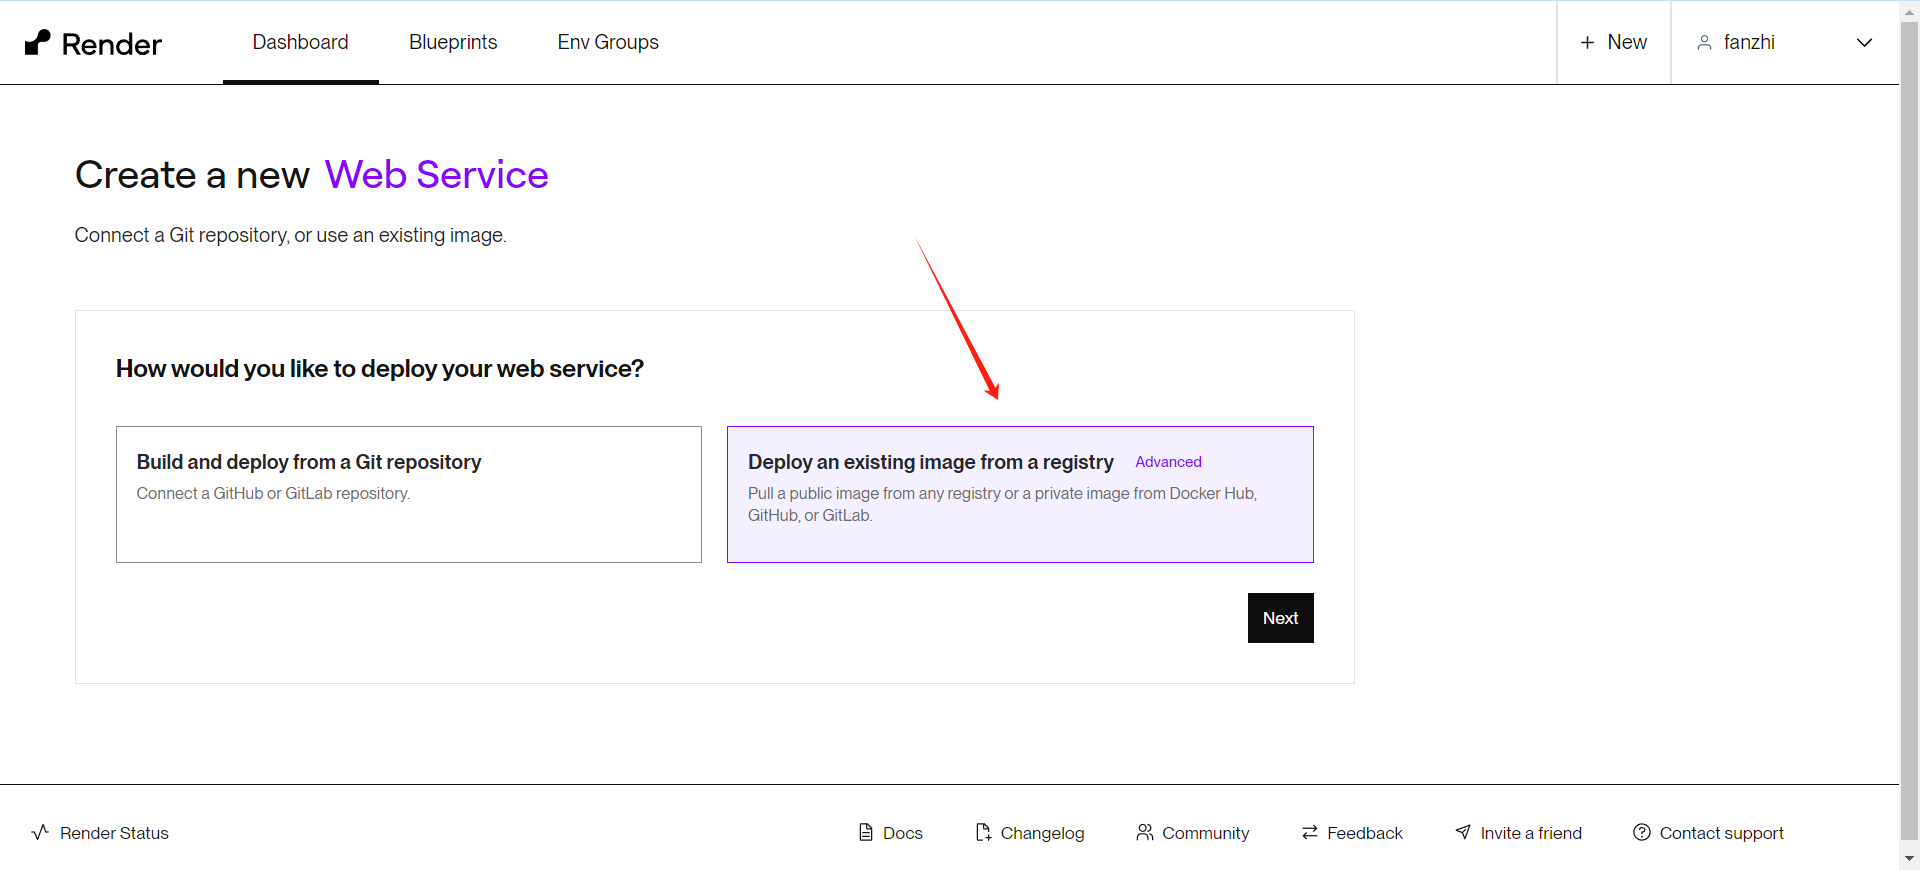 Render
Dashboard
Blueprints
Env Groups
+ New
fanzhi
Create a new Web Service
Connect a Git repository, or use an existing image.
How would you like to deploy your web service?
Build and deploy from a Git repository
Connect a GitHub or GitLab repository.
Deploy an existing image from a registry Advanced
Pull a public image from any registry or a private image from Docker Hub,
GitHub, or GitLab.
Next
Render Status
Docs
Changelog
Community
Feedback
Invite a friend
Contact support